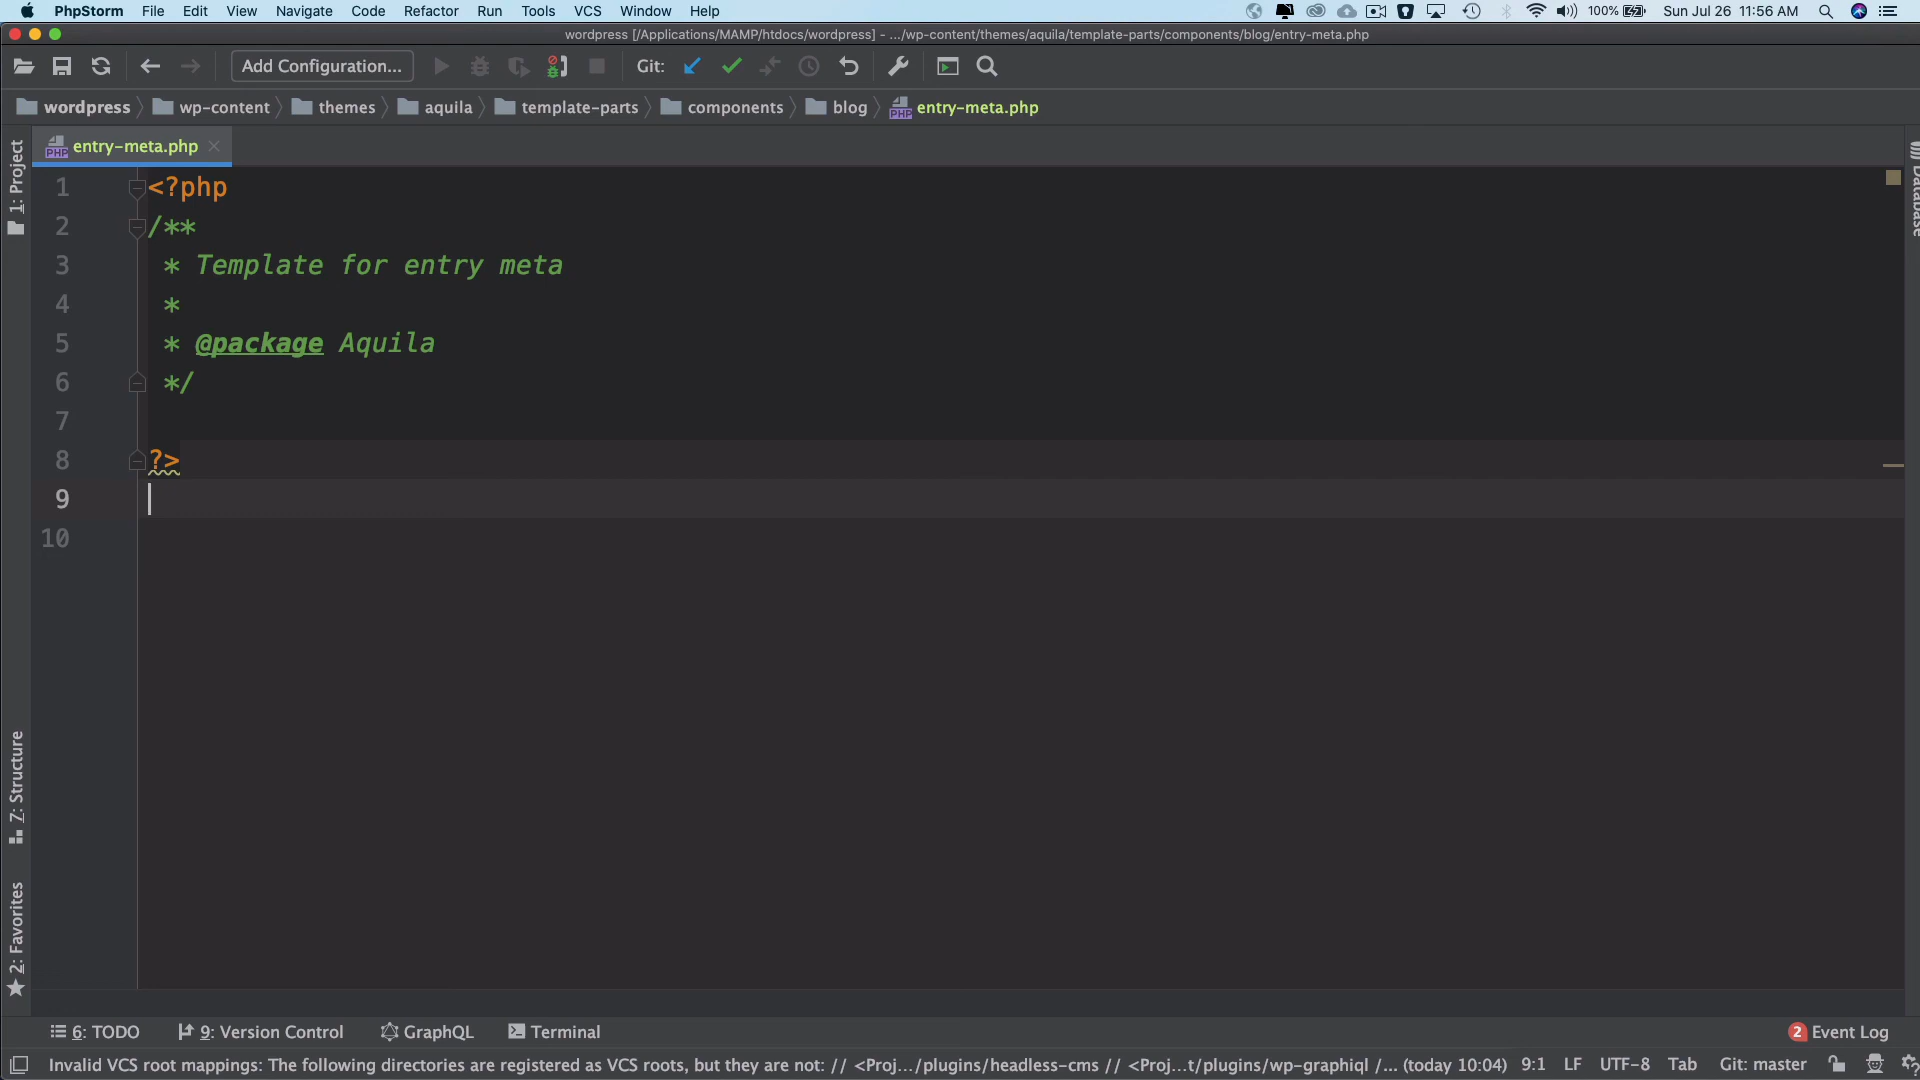 PhpStorm File Edit View Navigate Code Refactor Run Tools VCS Window Help 100% Sun Jul 26 11:56 AM
wordpress [/Applications/MAMP/htdocs/wordpress] - .../wp-content/themes/aquila/template-parts/components/blog/entry-meta.php
Add Configuration... Git:
wordpress wp-content themes aquila template-parts components blog entry-meta.php
PHP entry-meta.php
1: Project
Database
1 <?php
2 /**
3 * Template for entry meta
4 *
5 * @package Aquila
6 */
7
8 ?>
9
10
Z: Structure
2: Favorites
6: TODO 9: Version Control GraphQL Terminal 2 Event Log
Invalid VCS root mappings: The following directories are registered as VCS roots, but they are not: // <Proj.../plugins/headless-cms // <Proj...t/plugins/wp-graphiql /... (today 10:04) 9:1 LF UTF-8 Tab Git: master